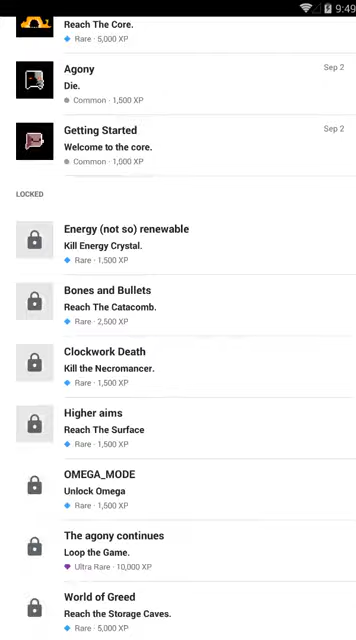 9:49
Reach The Core.
Rare · 5,000 XP
Agony
Sep 2
Die.
Common · 1,500 XP
Getting Started
Sep 2
Welcome to the core.
Common · 1,000 XP
LOCKED
Energy (not so) renewable
Kill Energy Crystal.
Rare · 1,500 XP
Bones and Bullets
Reach The Catacomb.
Rare · 2,500 XP
Clockwork Death
Kill the Necromancer.
Rare · 1,500 XP
Higher aims
Reach The Surface
Rare · 1,500 XP
OMEGA_MODE
Unlock Omega
Rare · 1,500 XP
The agony continues
Loop the Game.
Ultra Rare · 10,000 XP
World of Greed
Reach the Storage Caves.
Rare · 5,000 XP